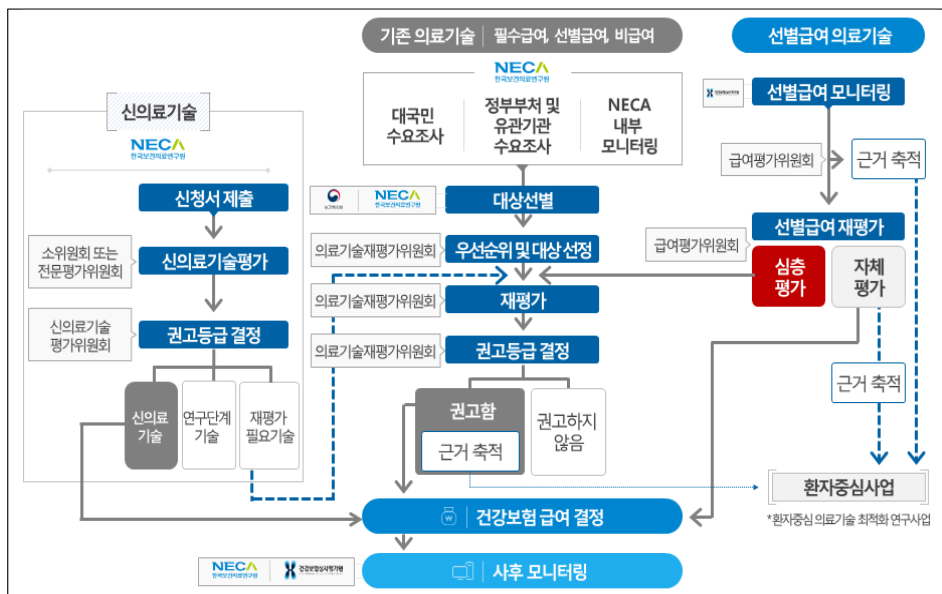 기존 의료기술 | 필수급여, 선별급여, 비급여
선별급여 의료기술
NECA
한국보건의료연구원
대국민
수요조사
정부부처 및
유관기관
수요조사
NECA
내부
모니터링
선별급여 모니터링
급여평가위원회
근거 축적
선별급여 재평가
급여평가위원회
심층
평가
자체
평가
근거 축적
환자중심사업
*환자중심 의료기술 최적화 연구사업
신의료기술
NECA
한국보건의료연구원
신청서 제출
소위원회 또는
전문평가위원회
신의료기술평가
신의료기술
평가위원회
권고등급 결정
신의료
기술
연구단계
기술
재평가
필요기술
보건복지부
NECA
한국보건의료연구원
대상선별
의료기술재평가위원회
우선순위 및 대상 선정
의료기술재평가위원회
재평가
의료기술재평가위원회
권고등급 결정
권고함
근거 축적
권고하지
않음
건강보험 급여 결정
NECA
한국보건의료연구원
건강보험심사평가원
사후 모니터링